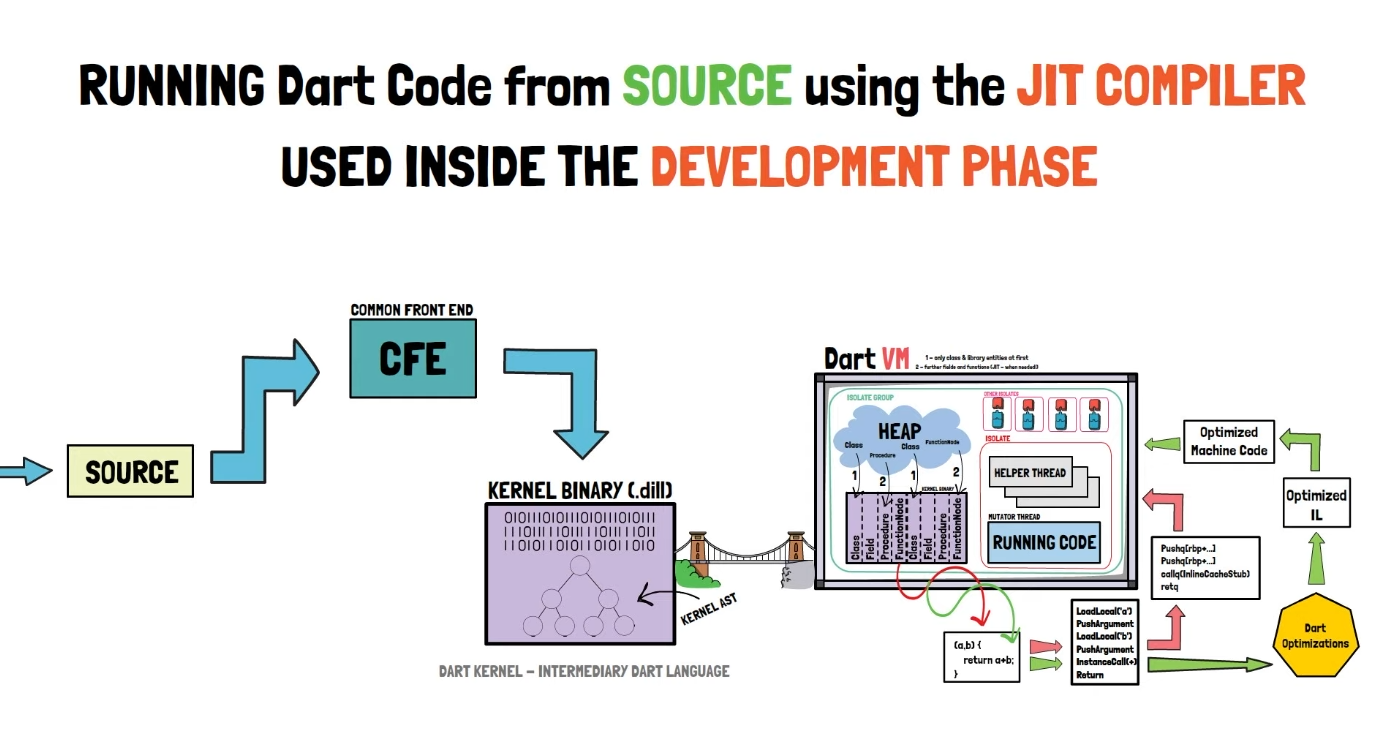 RUNNING Dart Code from SOURCE using the JIT COMPILER
USED INSIDE THE DEVELOPMENT PHASE
COMMON FRONT END
CFE
SOURCE
KERNEL BINARY (.dill)
01011101011101011101011
111011111010111101010
110101110101110111010
KERNEL AST
DART KERNEL – INTERMEDIARY DART LANGUAGE
Dart VM
1 – only class & library entities at first
2 – further fields and functions (JIT – when needed)
ISOLATE GROUP
HEAP
Class
Procedure
Class
FunctionNode
1
2
1
2
KERNEL BINARY
Class
Field
Procedure
FunctionNode
Class
Field
Procedure
FunctionNode
OTHER ISOLATES
ISOLATE
HELPER THREAD
MUTATOR THREAD
RUNNING CODE
(a,b) {
return a+b;
}
LoadLocal('a')
PushArgument
LoadLocal('b')
PushArgument
InstanceCall(+)
Return
Pushq[rbp+...]
Pushq[rbp+...]
callq(InlineCacheStub)
retq
Optimized
Machine Code
Optimized
IL
Dart
Optimizations